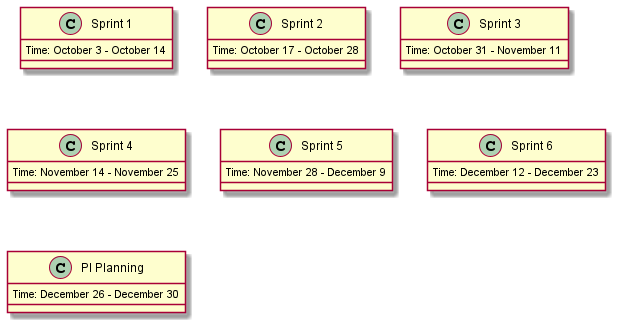 C Sprint 1
Time: October 3 - October 14
C Sprint 2
Time: October 17 - October 28
C Sprint 3
Time: October 31 - November 11
C Sprint 4
Time: November 14 - November 25
C Sprint 5
Time: November 28 - December 9
C Sprint 6
Time: December 12 - December 23
C PI Planning
Time: December 26 - December 30